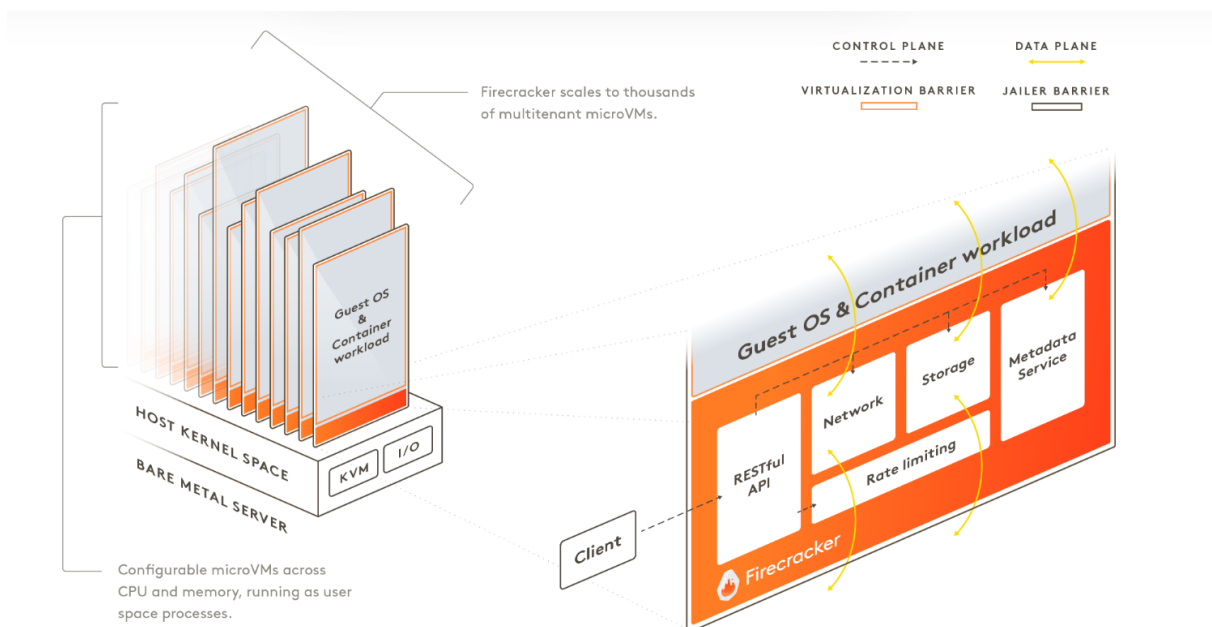 CONTROL PLANE
DATA PLANE
VIRTUALIZATION BARRIER
JAILER BARRIER
Firecracker scales to thousands
of multitenant microVMs.
Guest OS
&
Container
workload
HOST KERNEL SPACE
KVM
I/O
BARE METAL SERVER
Configurable microVMs across
CPU and memory, running as user
space processes.
Guest OS & Container workload
RESTful
API
Network
Storage
Metadata
Service
Rate limiting
Client
Firecracker